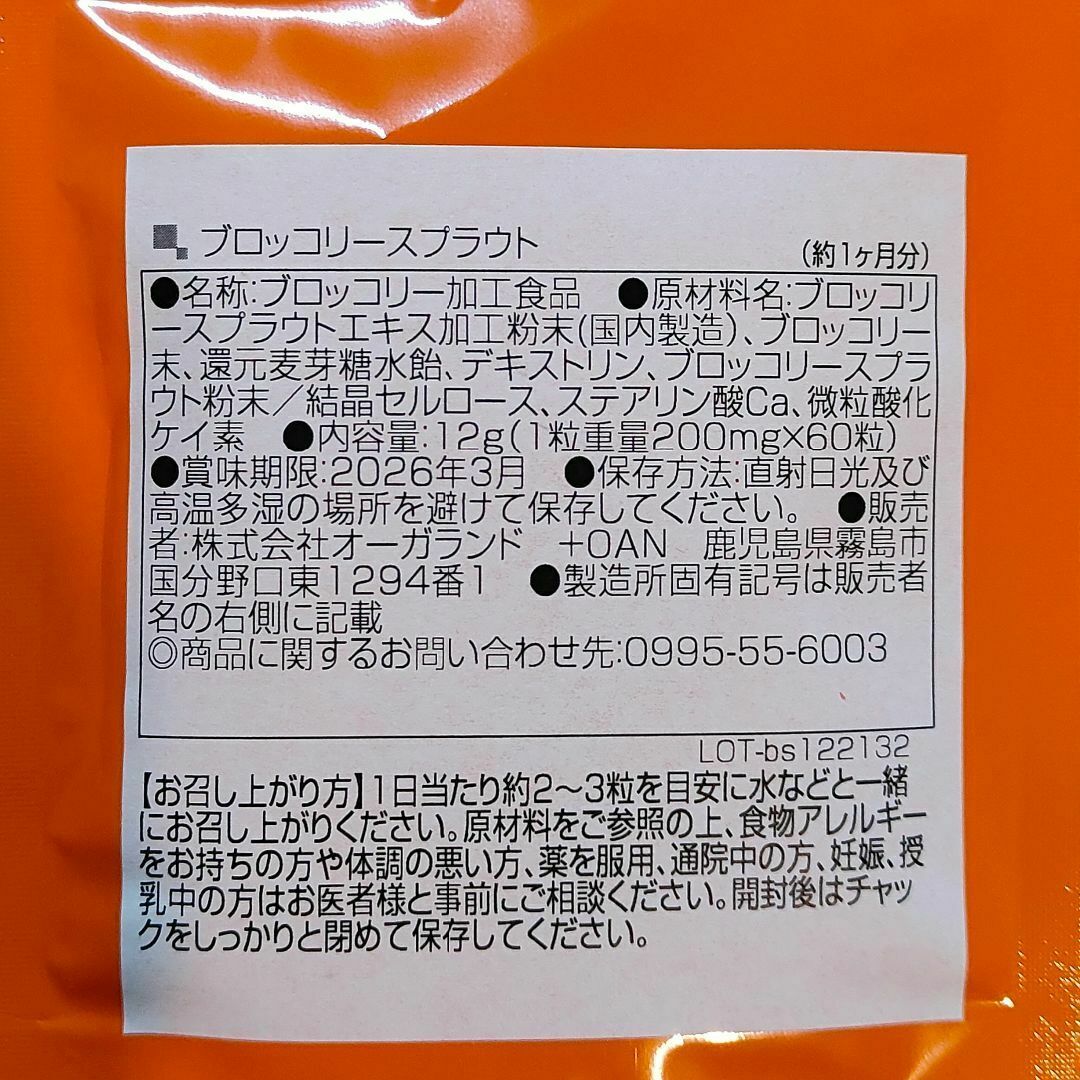 ブロッコリースプラウト (約1ヶ月分)
●名称:ブロッコリー加工食品 ●原材料名:ブロッコリ
ースプラウトエキス加工粉末(国内製造)、ブロッコリー
末、還元麦芽糖水飴、デキストリン、ブロッコリースプラ
ウト粉末/結晶セルロース、ステアリン酸Ca、微粒酸化
ケイ素 ●内容量:12g(1粒重量200mg×60粒)
●賞味期限:2026年3月 ●保存方法:直射日光及び
高温多湿の場所を避けて保存してください。 ●販売
者:株式会社オーガランド +OAN 鹿児島県霧島市
国分野口東1294番1 ●製造所固有記号は販売者
名の右側に記載
◎商品に関するお問い合わせ先:0995-55-6003
LOT-bs122132
【お召し上がり方】1日当たり約2～3粒を目安に水などと一緒
にお召し上がりください。原材料をご参照の上、食物アレルギー
をお持ちの方や体調の悪い方、薬を服用、通院中の方、妊娠、授
乳中の方はお医者様と事前にご相談ください。開封後はチャッ
クをしっかりと閉めて保存してください。